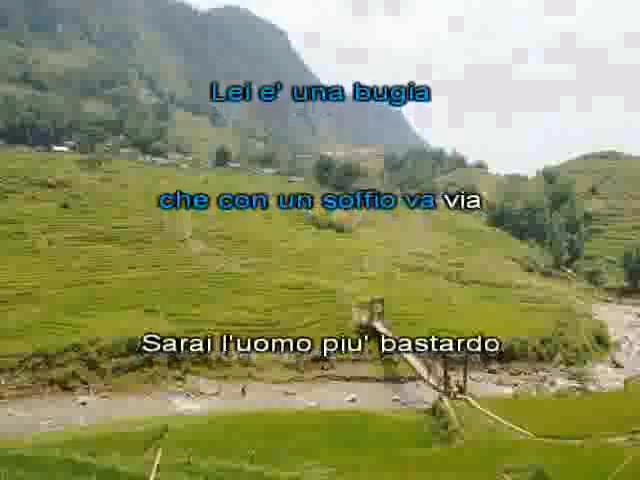 Lei e' una bugia
che con un soffio va via
Sarai l'uomo piu' bastardo